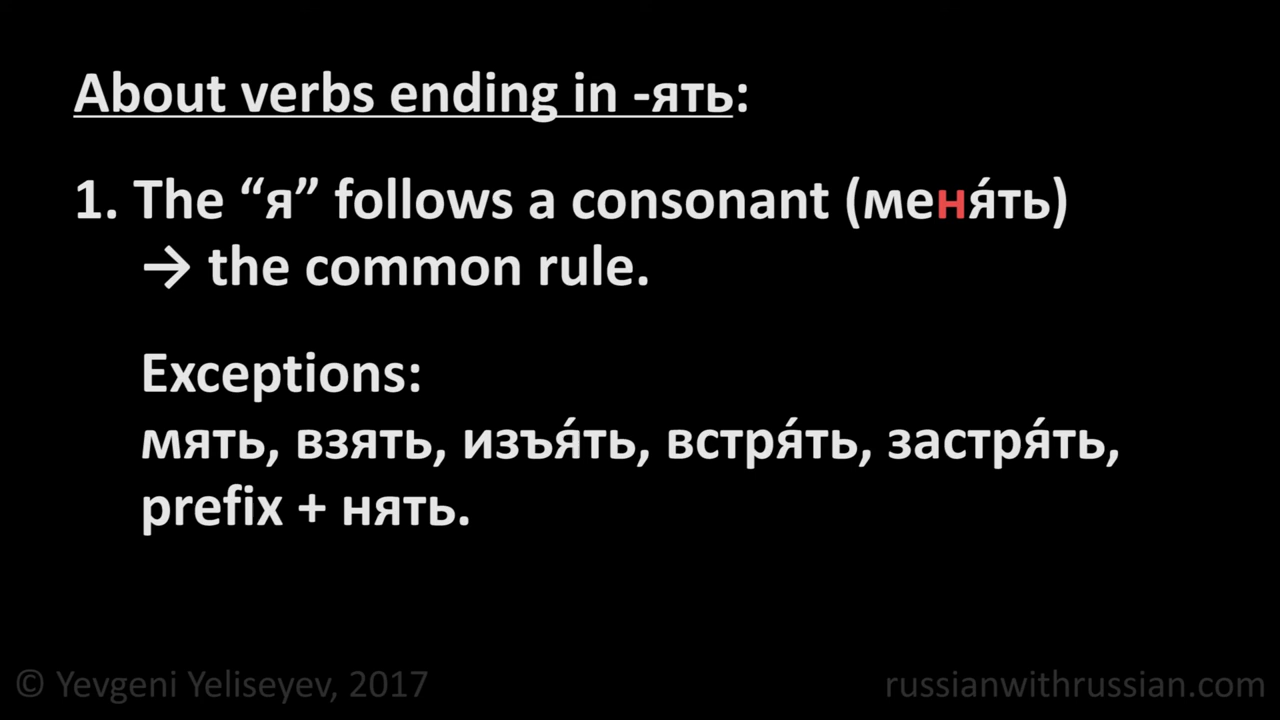 About verbs ending in -ять:
1. The “я” follows a consonant (меня́ть)
→ the common rule.
Exceptions:
мять, взять, изъя́ть, встря́ть, застря́ть,
prefix + нять.
© Yevgeni Yeliseyev, 2017
russianwithrussian.com